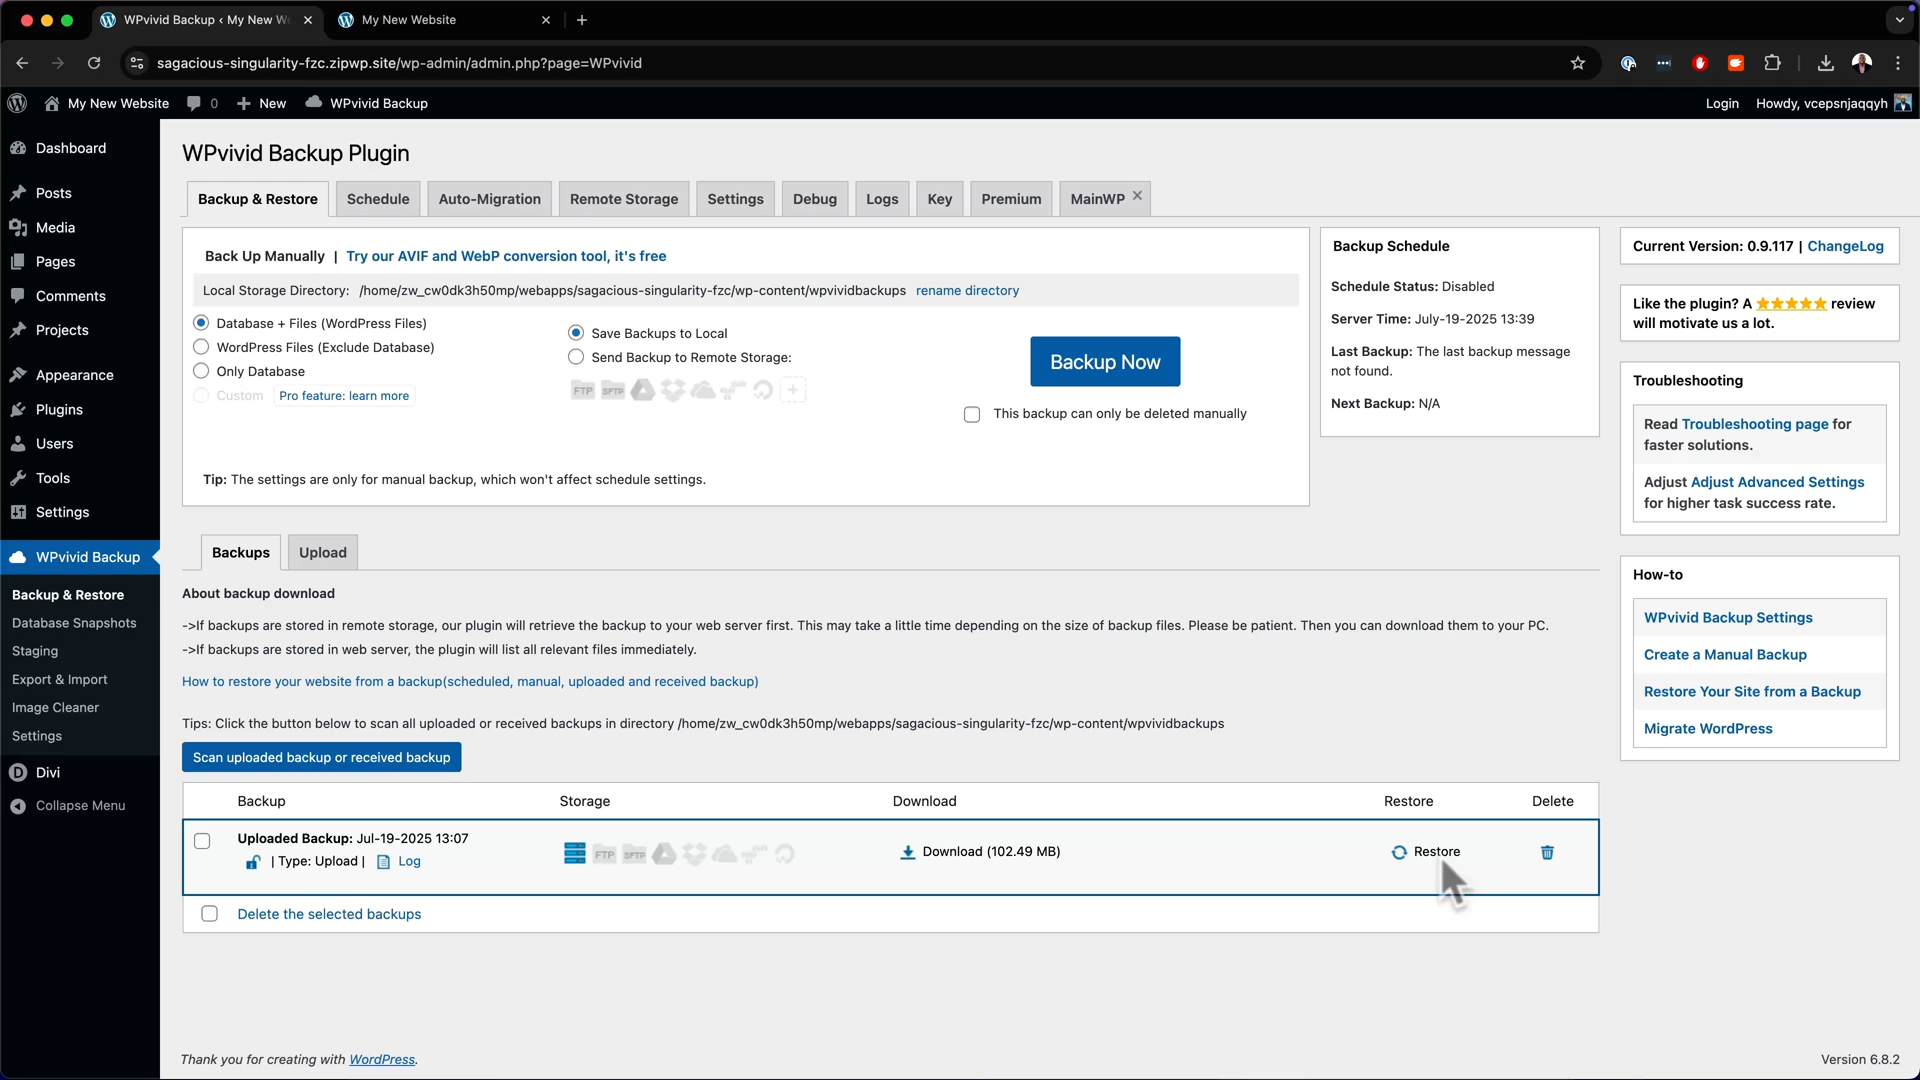 WPvivid Backup ‹ My New W
My New Website
sagacious-singularity-fzc.zipwp.site/wp-admin/admin.php?page=WPvivid
My New Website
0
New
WPvivid Backup
Login
Howdy, vcepsnjaqqyh
Dashboard
Posts
Media
Pages
Comments
Projects
Appearance
Plugins
Users
Tools
Settings
WPvivid Backup
Backup & Restore
Database Snapshots
Staging
Export & Import
Image Cleaner
Settings
Divi
Collapse Menu
WPvivid Backup Plugin
Backup & Restore
Schedule
Auto-Migration
Remote Storage
Settings
Debug
Logs
Key
Premium
MainWP
Back Up Manually | Try our AVIF and WebP conversion tool, it's free
Local Storage Directory: /home/zw_cw0dk3h50mp/webapps/sagacious-singularity-fzc/wp-content/wpvividbackups rename directory
Database + Files (WordPress Files)
WordPress Files (Exclude Database)
Only Database
Custom
Pro feature: learn more
Save Backups to Local
Send Backup to Remote Storage:
FTP
SFTP
Backup Now
This backup can only be deleted manually
Tip: The settings are only for manual backup, which won't affect schedule settings.
Backup Schedule
Schedule Status: Disabled
Server Time: July-19-2025 13:39
Last Backup: The last backup message
not found.
Next Backup: N/A
Current Version: 0.9.117 | ChangeLog
Like the plugin? A ★★★★★ review
will motivate us a lot.
Troubleshooting
Read Troubleshooting page for
faster solutions.
Adjust Adjust Advanced Settings
for higher task success rate.
How-to
WPvivid Backup Settings
Create a Manual Backup
Restore Your Site from a Backup
Migrate WordPress
Backups
Upload
About backup download
->If backups are stored in remote storage, our plugin will retrieve the backup to your web server first. This may take a little time depending on the size of backup files. Please be patient. Then you can download them to your PC.
->If backups are stored in web server, the plugin will list all relevant files immediately.
How to restore your website from a backup(scheduled, manual, uploaded and received backup)
Tips: Click the button below to scan all uploaded or received backups in directory /home/zw_cw0dk3h50mp/webapps/sagacious-singularity-fzc/wp-content/wpvividbackups
Scan uploaded backup or received backup
Backup
Storage
Download
Restore
Delete
Uploaded Backup: Jul-19-2025 13:07
| Type: Upload | Log
FTP
SFTP
Download (102.49 MB)
Restore
Delete the selected backups
Thank you for creating with WordPress.
Version 6.8.2